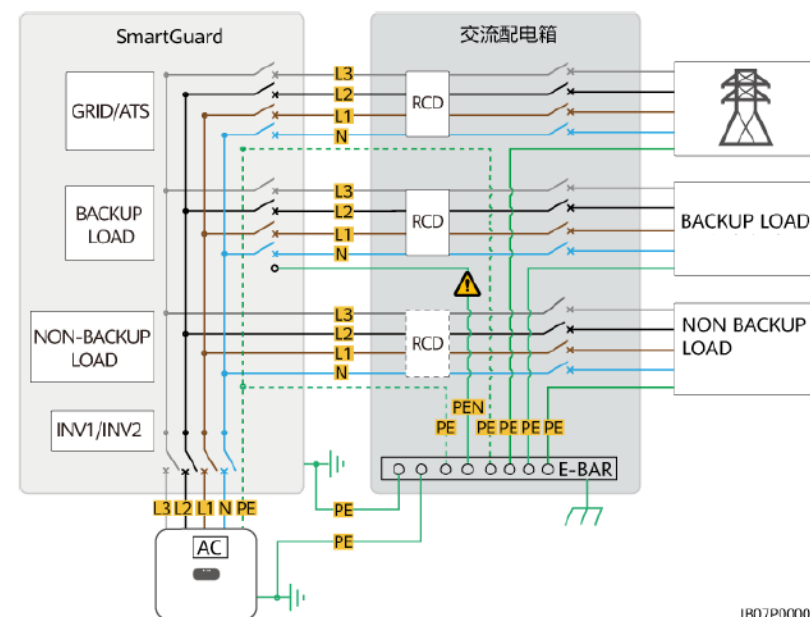 SmartGuard
交流配电箱
L3
GRID/ATS
L2
RCD
L1
N
L3
BACKUP
LOAD
L2
RCD
BACKUP LOAD
L1
N
L3
NON-BACKUP
LOAD
L2
RCD
NON BACKUP
LOAD
L1
N
PEN
PE
PE
PE
PE
PE
INV1/INV2
E-BAR
L3
L2
L1
N
PE
PE
PE
AC